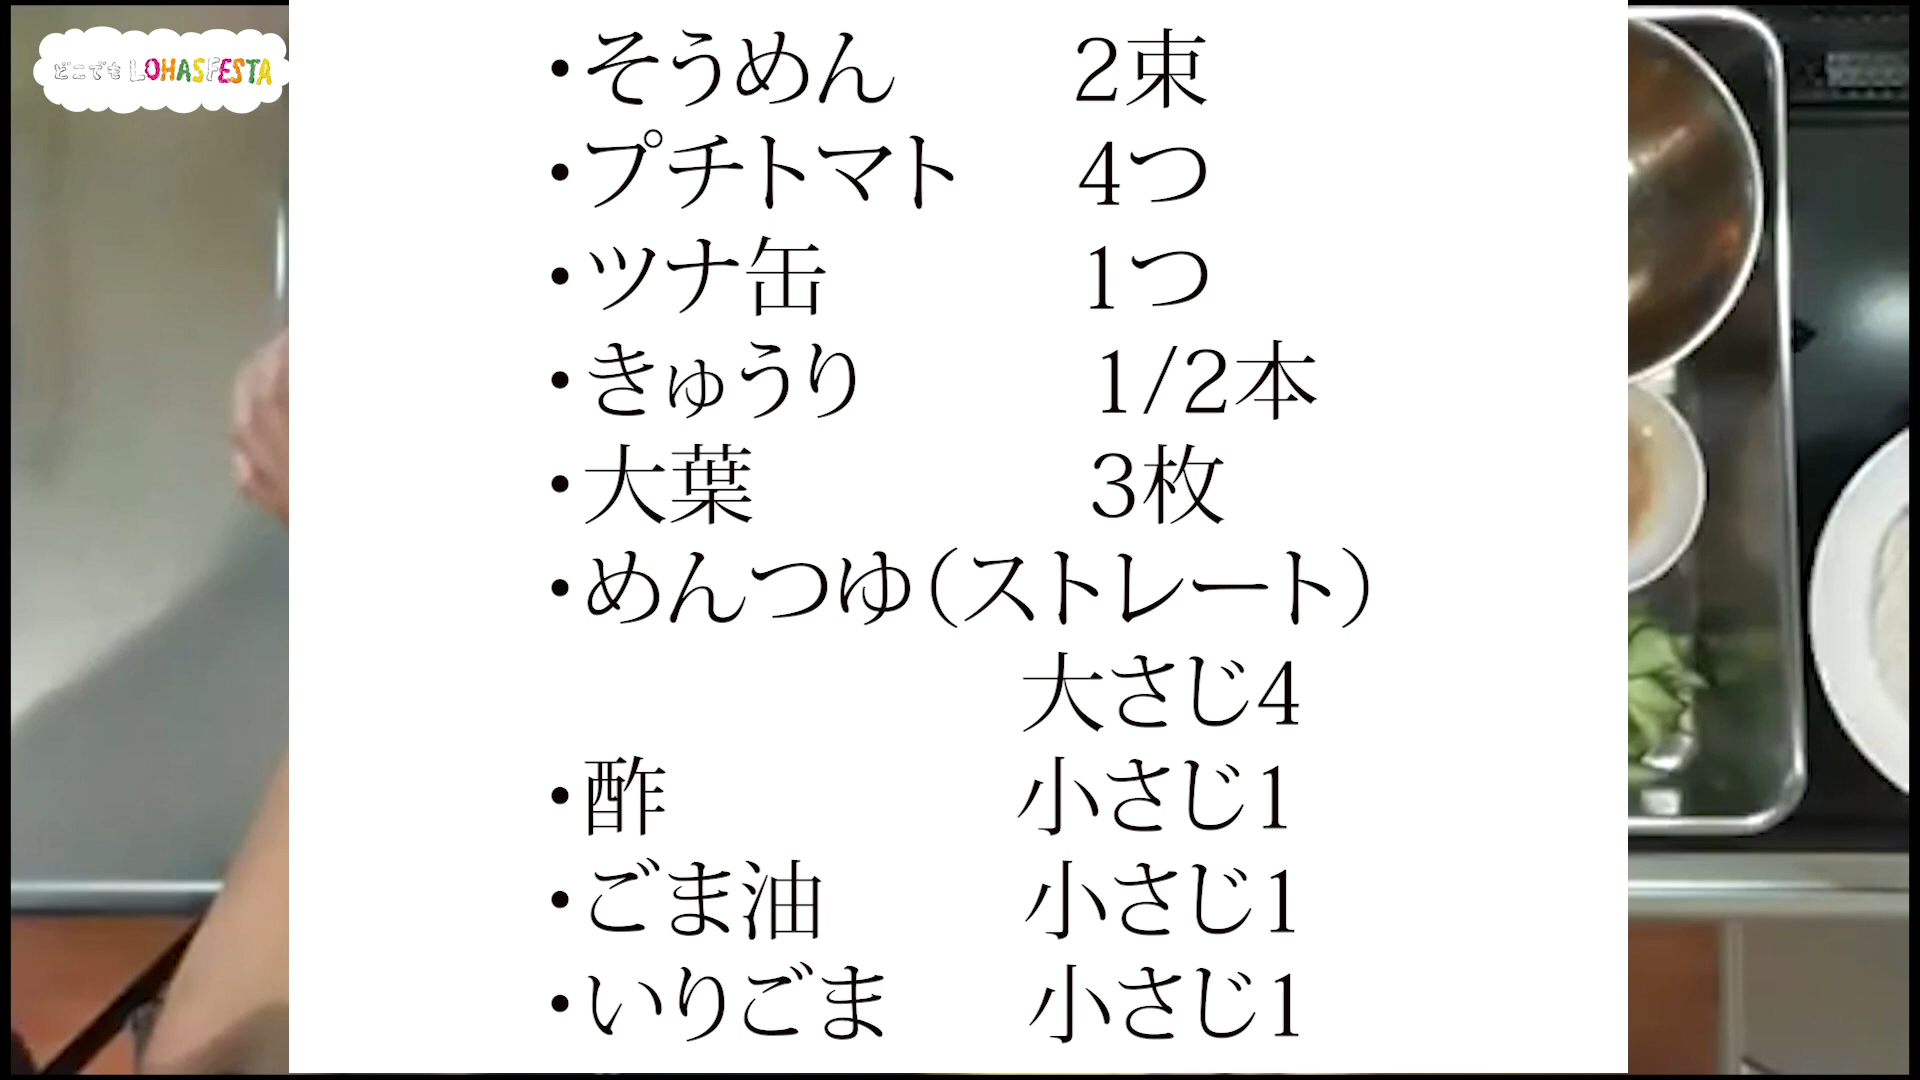 どこでも LOHASFESTA
・そうめん 2束
・プチトマト 4つ
・ツナ缶 1つ
・きゅうり 1/2本
・大葉 3枚
・めんつゆ(ストレート)
大さじ4
・酢 小さじ1
・ごま油 小さじ1
・いりごま 小さじ1